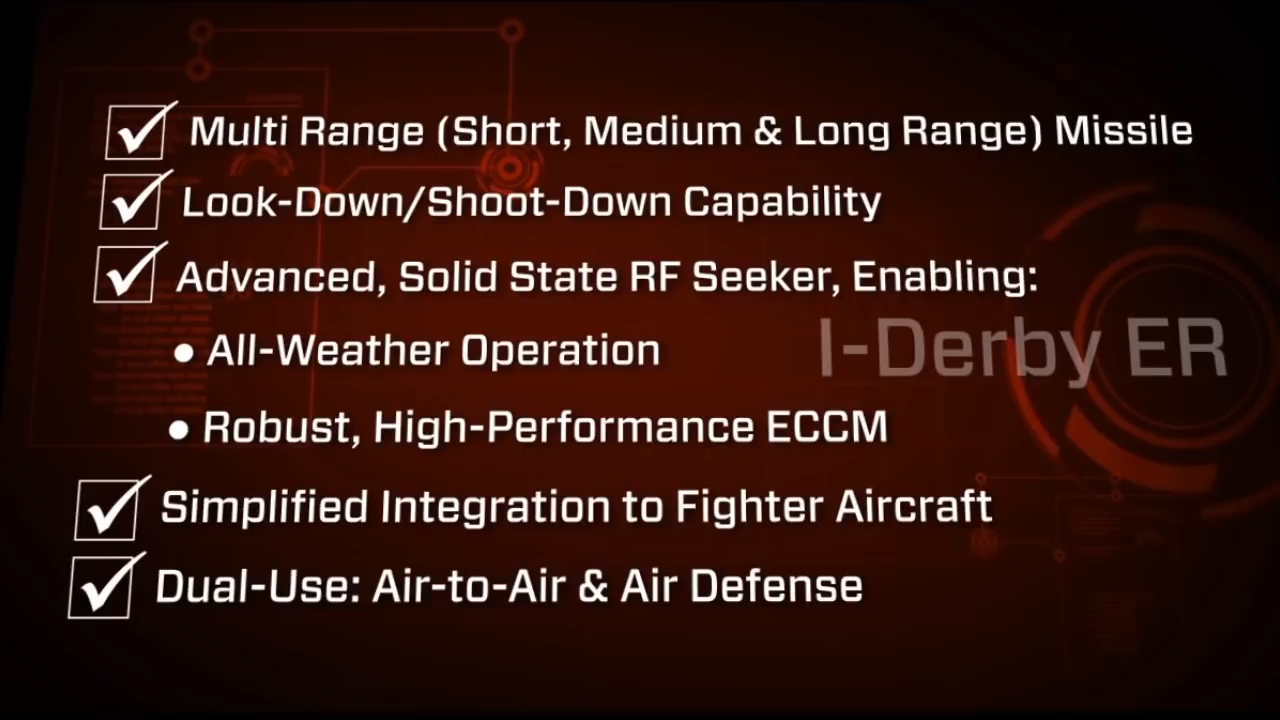 Multi Range (Short, Medium & Long Range) Missile
Look-Down/Shoot-Down Capability
Advanced, Solid State RF Seeker, Enabling:
• All-Weather Operation
I-Derby ER
• Robust, High-Performance ECCM
Simplified Integration to Fighter Aircraft
Dual-Use: Air-to-Air & Air Defense